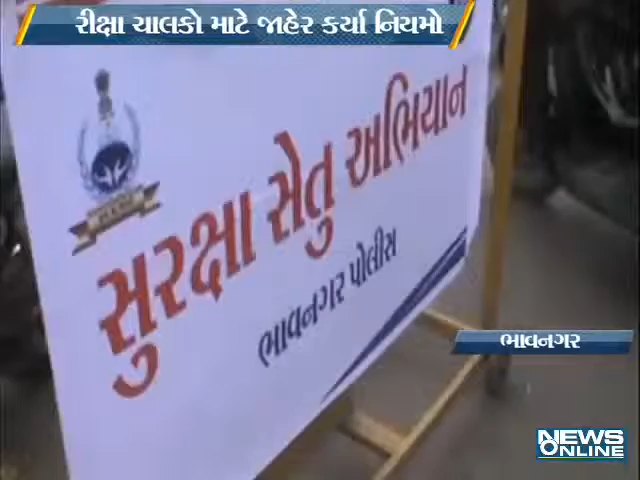 રીક્ષા ચાલકો માટે જાહેર કર્યા નિયમો
સુરક્ષા સેતુ અભિયાન
ભાવનગર પોલીસ
ભાવનગર
NEWS
ONLINE